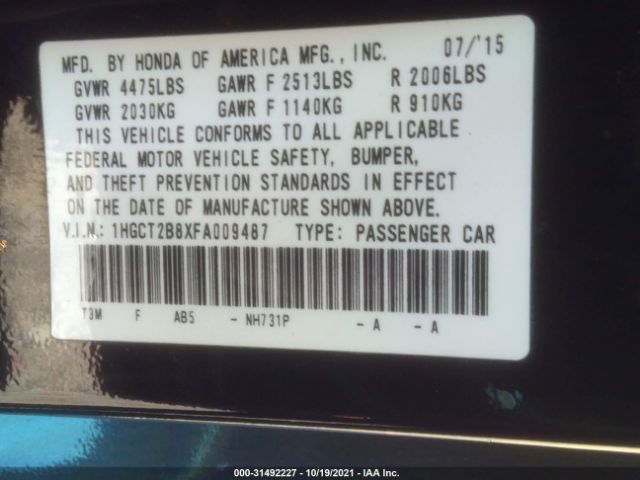 MFD. BY HONDA OF AMERICA MFG., INC. 07/'15
GVWR 4475LBS GAWR F 2513LBS R 2006LBS
GVWR 2030KG GAWR F 1140KG R 910KG
THIS VEHICLE CONFORMS TO ALL APPLICABLE
FEDERAL MOTOR VEHICLE SAFETY, BUMPER,
AND THEFT PREVENTION STANDARDS IN EFFECT
ON THE DATE OF MANUFACTURE SHOWN ABOVE.
V.I.N.: 1HGCT2B8XFA009487 TYPE: PASSENGER CAR
T3M F AB5 - NH731P - A - A
000-31492227 - 10/19/2021 - IAA Inc.